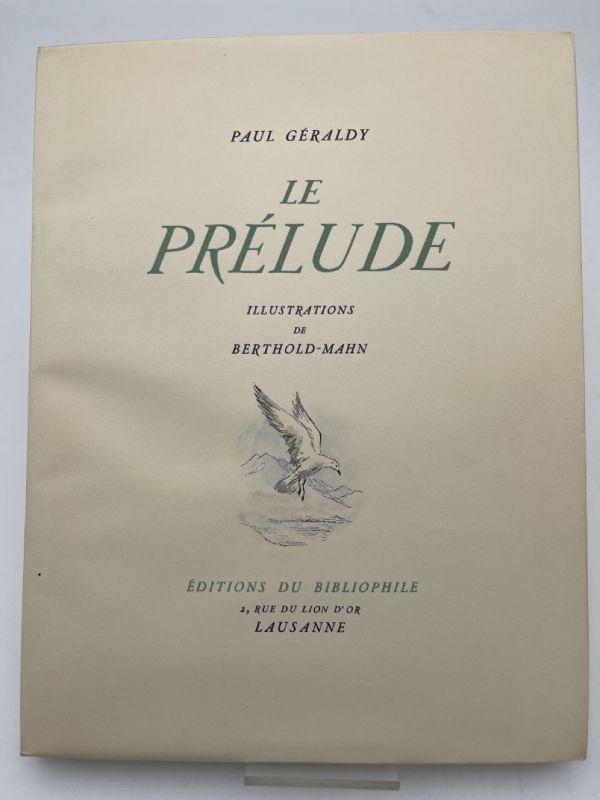 PAUL GÉRALDY
LE
PRÉLUDE
ILLUSTRATIONS
DE
BERTHOLD-MAHN
ÉDITIONS DU BIBLIOPHILE
2, RUE DU LION D'OR
LAUSANNE